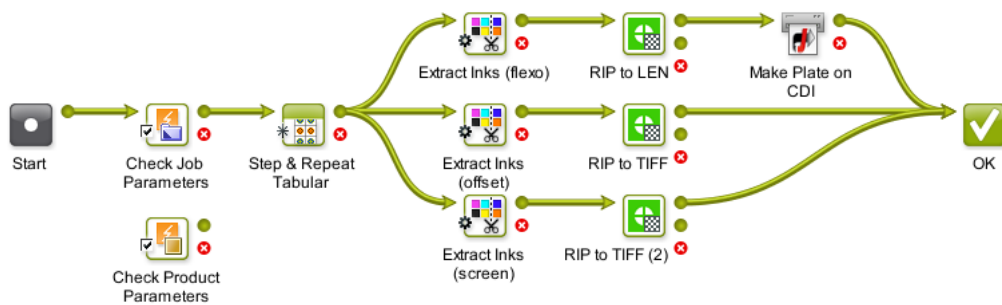 Extract Inks (flexo)
RIP to LEN
Make Plate on
CDI
Start
Check Job
Parameters
Step & Repeat
Tabular
Extract Inks
(offset)
RIP to TIFF
OK
Check Product
Parameters
Extract Inks
(screen)
RIP to TIFF (2)